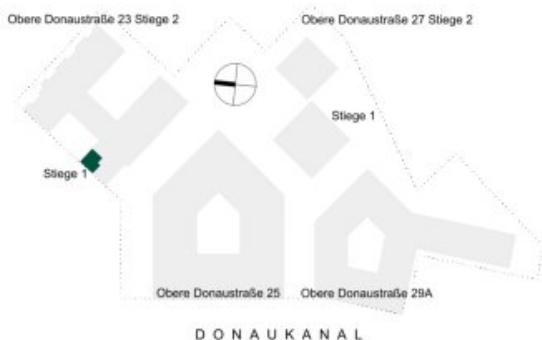 Obere Donaustraße 23 Stiege 2
Obere Donaustraße 27 Stiege 2
Stiege 1
Stiege 1
Obere Donaustraße 25
Obere Donaustraße 29A
DONAUKANAL